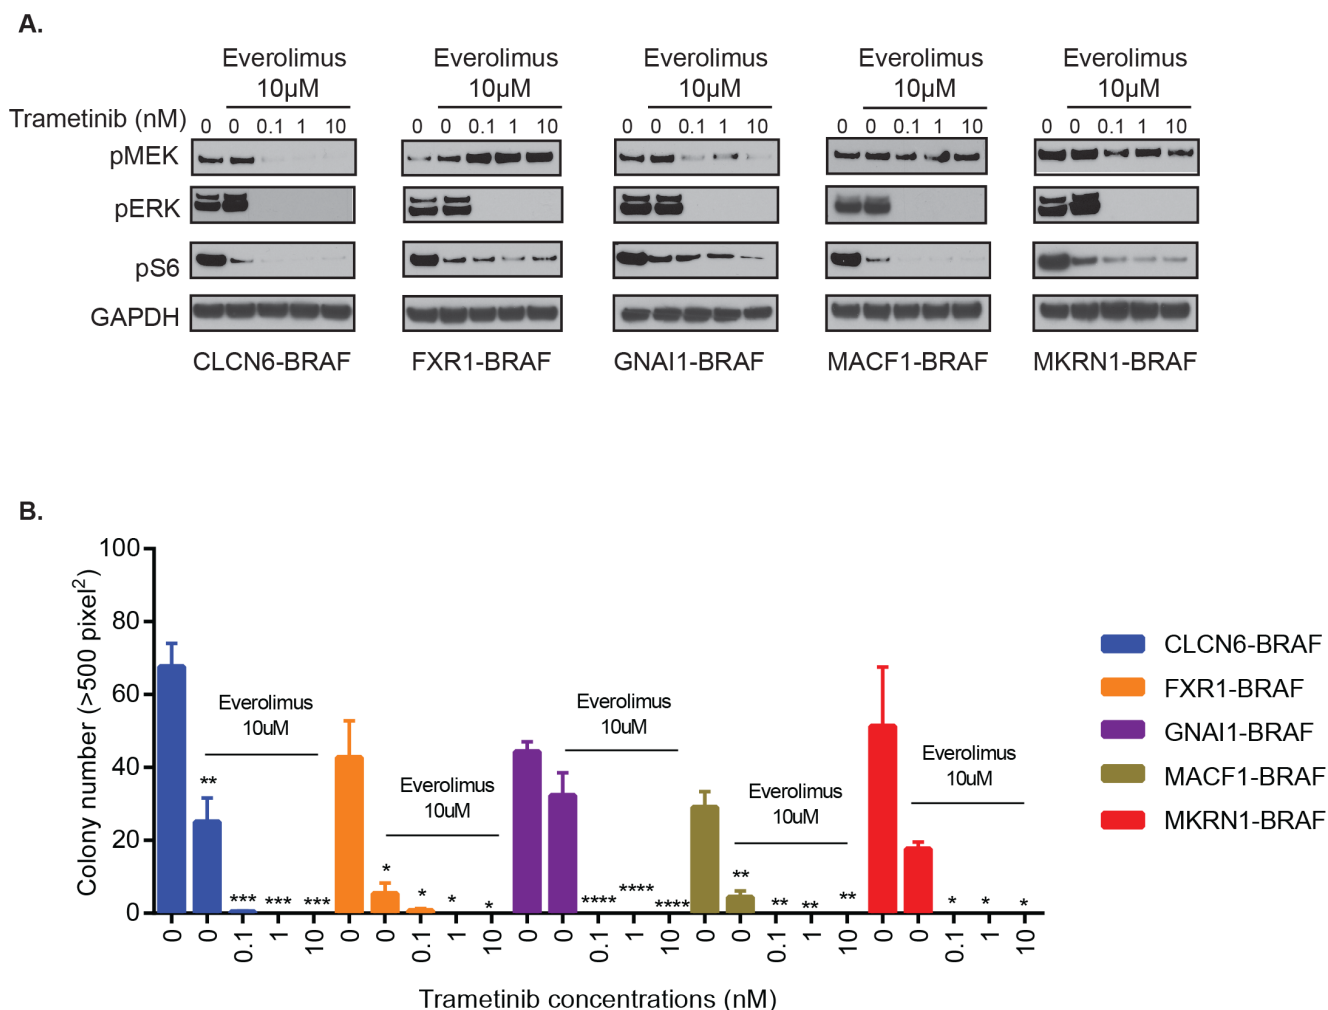 A.
Everolimus Everolimus Everolimus Everolimus Everolimus
10µM 10µM 10µM 10µM 10µM
Trametinib (nM) 0 0 0.1 1 10 0 0 0.1 1 10 0 0 0.1 1 10 0 0 0.1 1 10 0 0 0.1 1 10
pMEK
pERK
pS6
GAPDH
CLCN6-BRAF FXR1-BRAF GNAI1-BRAF MACF1-BRAF MKRN1-BRAF
B.
Colony number (>500 pixel²)
100
80
60
40
20
0
Everolimus
10uM
Everolimus
10uM
Everolimus
10uM
Everolimus
10uM
Everolimus
10uM
** *** *** *** * * * * **** **** **** ** ** ** ** * * *
0 0 0.1 1 10 0 0 0.1 1 10 0 0 0.1 1 10 0 0 0.1 1 10 0 0 0.1 1 10
Trametinib concentrations (nM)
CLCN6-BRAF
FXR1-BRAF
GNAI1-BRAF
MACF1-BRAF
MKRN1-BRAF